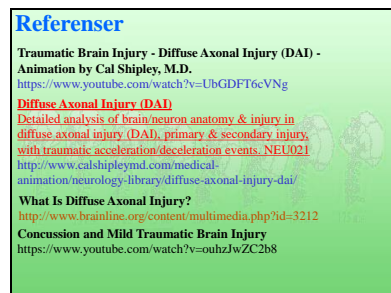 Referenser
Traumatic Brain Injury - Diffuse Axonal Injury (DAI) -
Animation by Cal Shipley, M.D.
https://www.youtube.com/watch?v=UbGDFT6cVNg
Diffuse Axonal Injury (DAI)
Detailed analysis of brain/neuron anatomy & injury in
diffuse axonal injury (DAI), primary & secondary injury,
with traumatic acceleration/deceleration events. NEU021
http://www.calshipleymd.com/medical-
animation/neurology-library/diffuse-axonal-injury-dai/
What Is Diffuse Axonal Injury?
http://www.brainline.org/content/multimedia.php?id=3212
Concussion and Mild Traumatic Brain Injury
https://www.youtube.com/watch?v=ouhzJwZC2b8